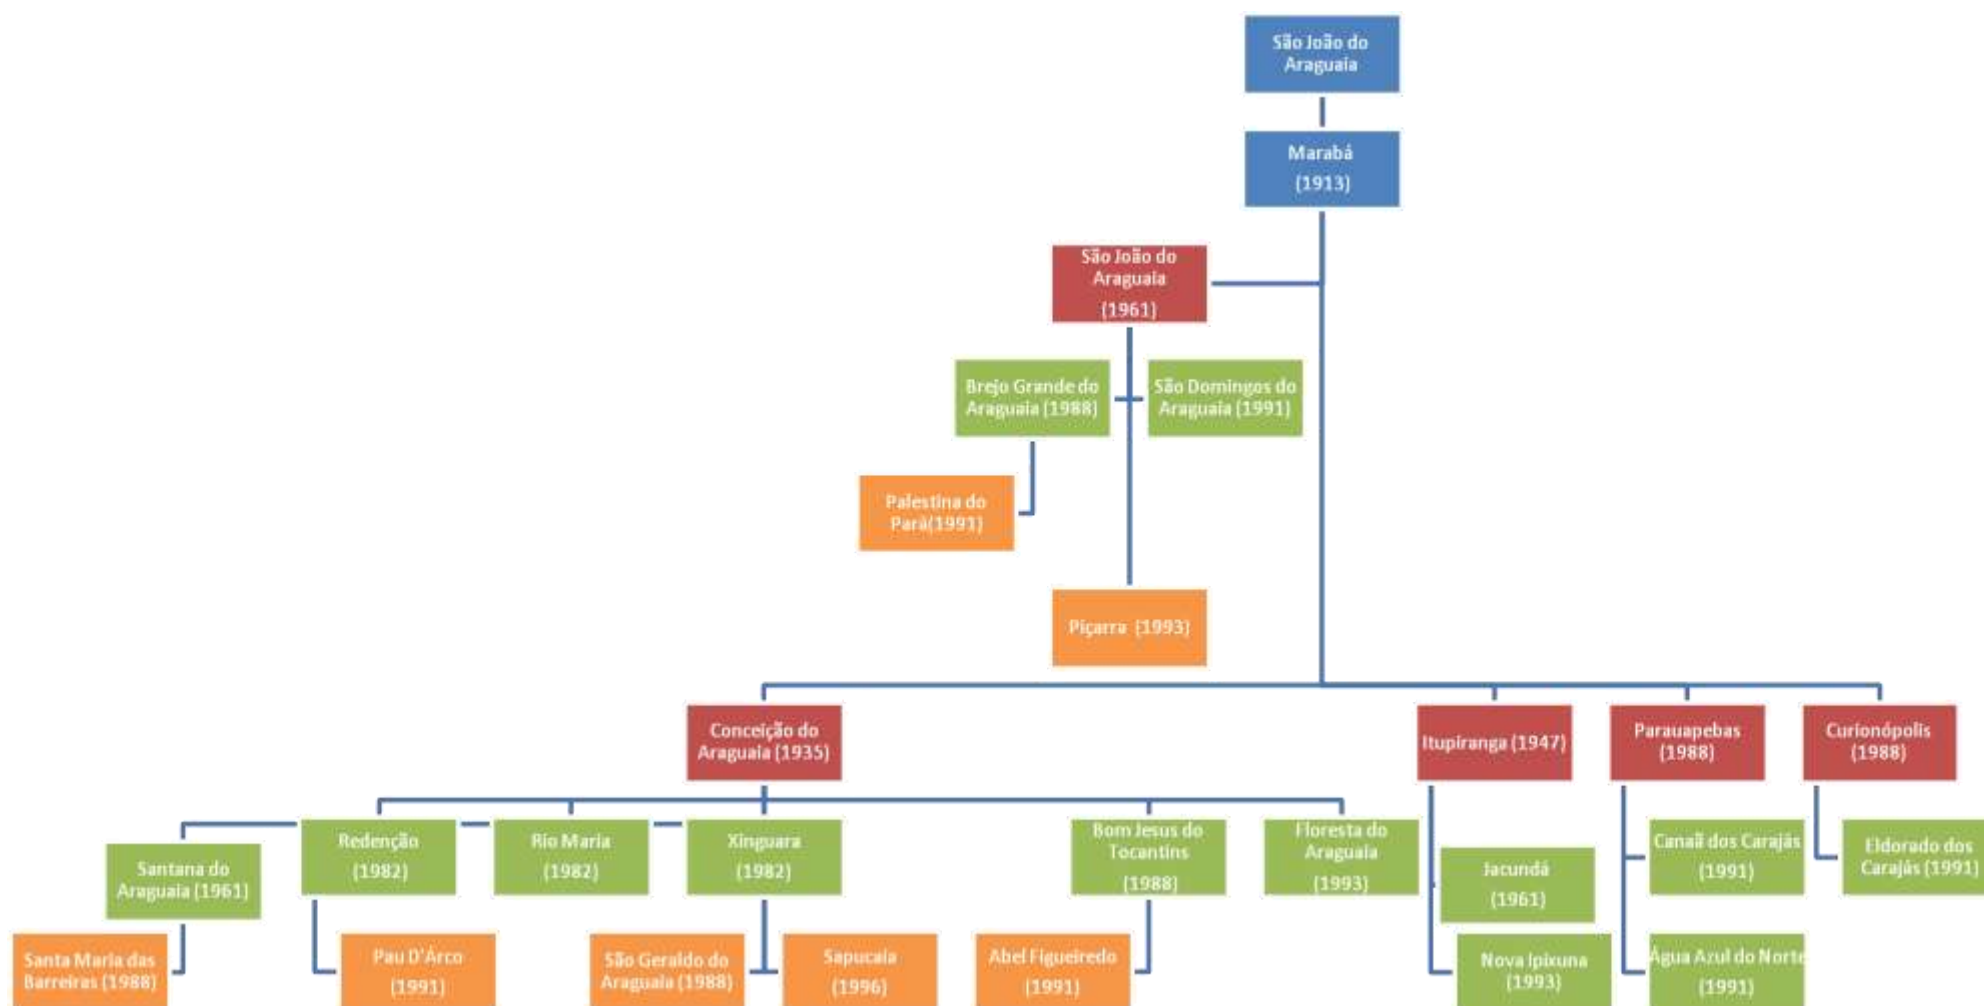 São João do
Araguaia
Marabá
(1913)
São João do
Araguaia
(1961)
Brejo Grande do
Araguaia (1988)
São Domingos do
Araguaia (1991)
Palestina do
Pará(1991)
Piçarra (1993)
Conceição do
Araguaia (1935)
Itupiranga (1947)
Parauapebas
(1988)
Curionópolis
(1988)
Santana do
Araguaia (1961)
Redenção
(1982)
Rio Maria
(1982)
Xinguara
(1982)
Bom Jesus do
Tocantins
(1988)
Floresta do
Araguaia
(1993)
Jacundá
(1961)
Canaã dos Carajás
(1991)
Eldorado dos
Carajás (1991)
Santa Maria das
Barreiras (1988)
Pau D'Árco
(1991)
São Geraldo do
Araguaia (1988)
Sapucaia
(1996)
Abel Figueiredo
(1991)
Nova Ipixuna
(1993)
Água Azul do Norte
(1991)